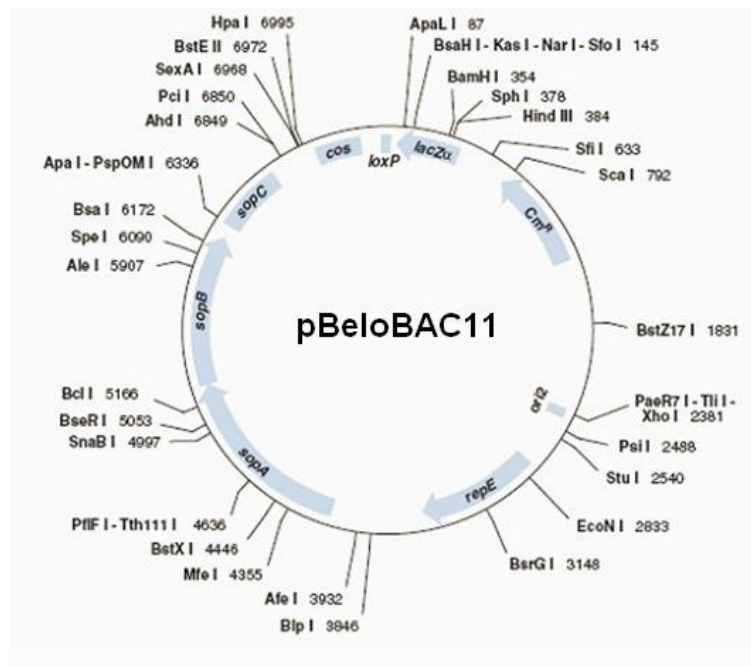 Hpa I 6995
BstE II 6972
SexA I 6968
Pci I 6850
Ahd I 6849
Apa I - PspOM I 6336
Bsa I 6172
Spe I 6090
Ale I 5907
Bcl I 5166
BseR I 5053
SnaB I 4997
PflF I - Tth111 I 4636
BstX I 4446
Mfe I 4355
Afe I 3932
Blp I 3846
ApaL I 87
BsaH I - Kas I - Nar I - Sfo I 145
BamH I 354
Sph I 378
Hind III 384
Sfi I 633
Sca I 792
BstZ17 I 1831
PaeR7 I - Tli I -
Xho I 2381
Psi I 2488
Stu I 2540
EcoN I 2833
BsrG I 3148
cos
loxP
lacZα
CmR
ori2
repE
sopA
sopB
sopC
pBeloBAC11